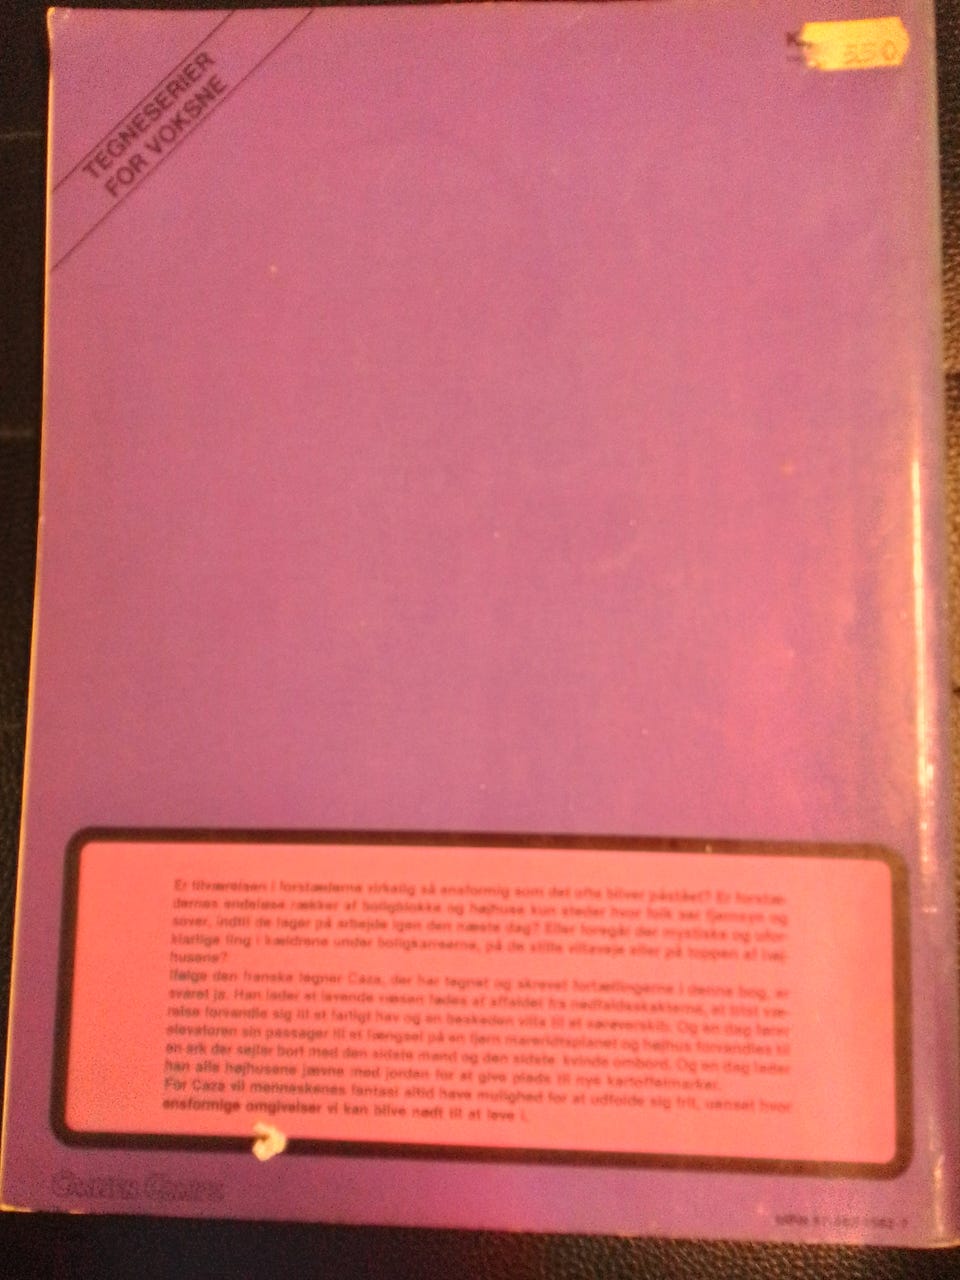 TEGNESERIER
FOR VOKSNE
550
Er tilværelsen i forstæderne virkelig så ensformig som det ofte bliver påstået? Er forstæ-
dernes endeløse rækker af boligblokke og højhuse kun steder hvor folk ser fjernsyn og
sover, indtil de tager på arbejde igen den næste dag? Eller foregår der mystiske og ufor-
klarlige ting i kældrene under boligkarreerne, på de stille villaveje eller på toppen af høj-
husene?
Ifølge den franske tegner Caza, der har tegnet og skrevet fortællingerne i denne bog, er
svaret ja. Han lader et levende væsen fødes af affaldet fra nedfaldsskakterne, et trist væ-
relse forvandle sig til et farligt hav og en beskeden villa til et sørøverskib. Og en dag fører
elevatoren sin passager til et fængsel på en fjern mareridtsplanet og højhus forvandles til
en ark der sejler bort med den sidste mand og den sidste kvinde ombord. Og en dag lader
han alle højhusene jævne med jorden for at give plads til nye kartoffelmarker.
For Caza vil menneskenes fantasi altid have mulighed for at udfolde sig frit, uanset hvor
ensformige omgivelser vi kan blive nødt til at leve i.
CARLSEN COMICS
ISBN